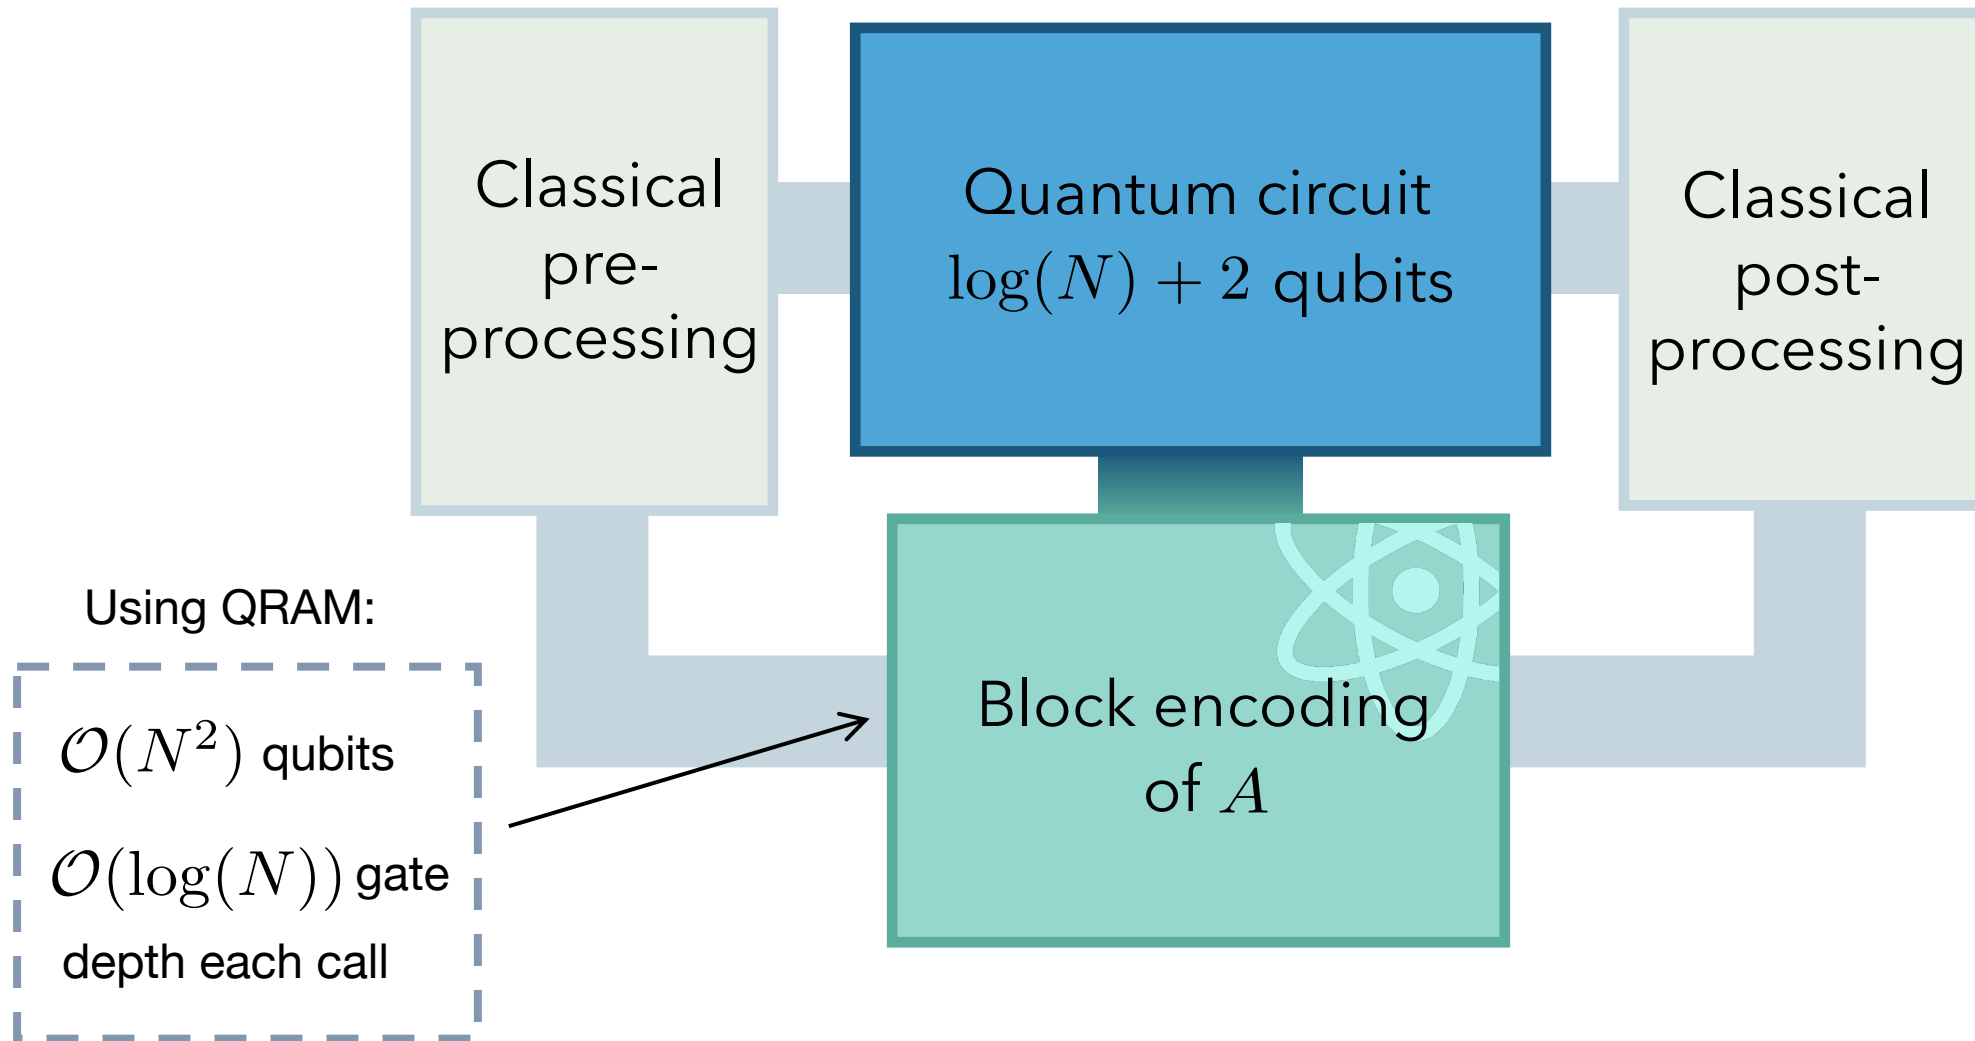 Classical
pre-
processing
Quantum circuit
log(N) + 2 qubits
Classical
post-
processing
Using QRAM:
𝒪(N²) qubits
𝒪(log(N)) gate
depth each call
Block encoding
of A